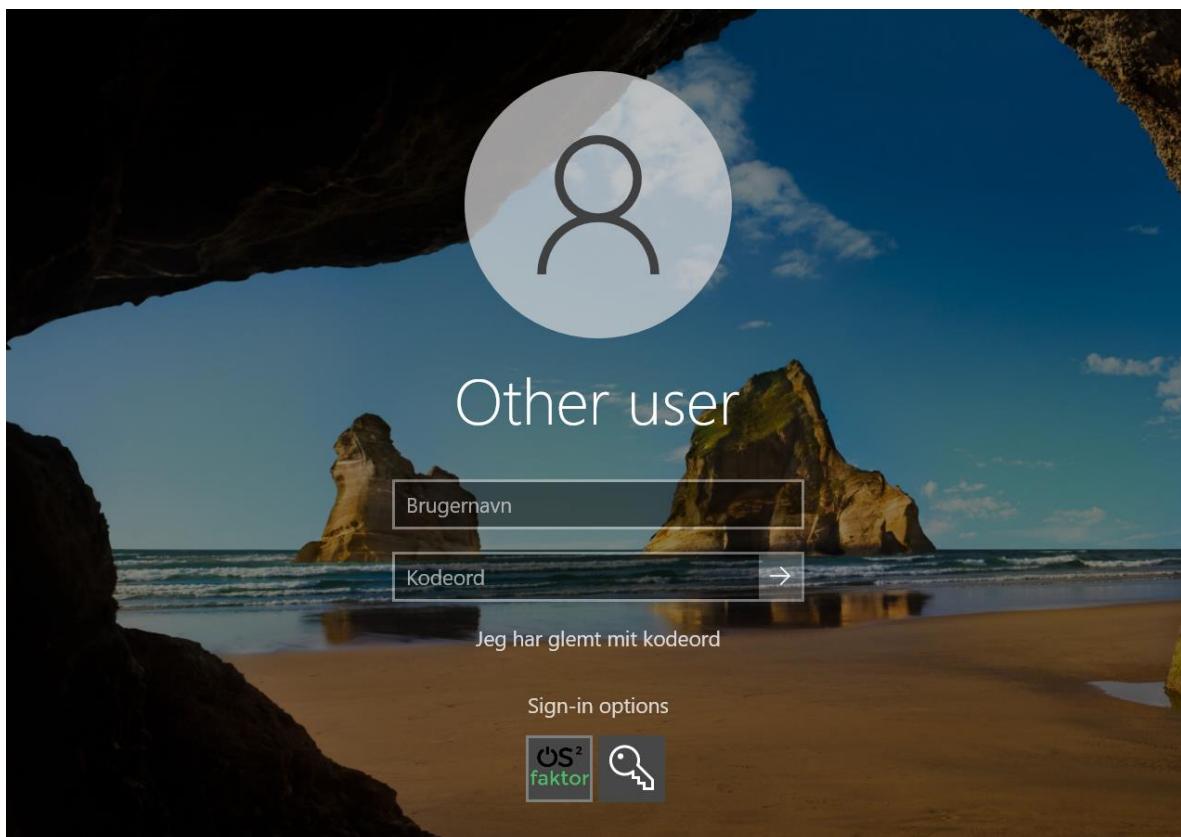 Other user
Brugernavn
Kodeord
Jeg har glemt mit kodeord
Sign-in options
OS²
faktor